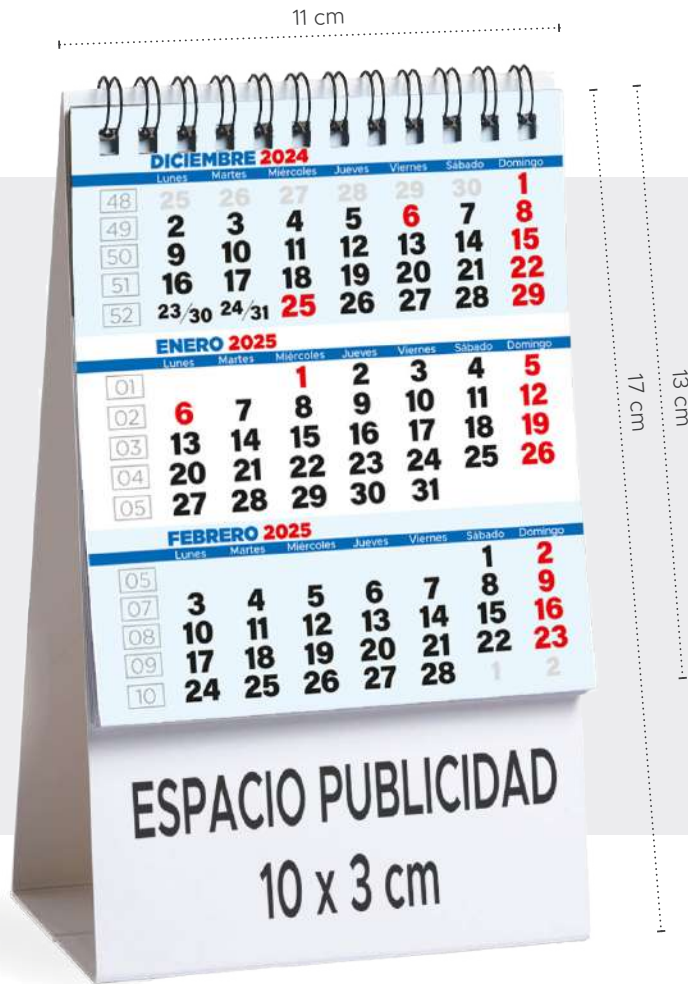 11 cm
DICIEMBRE 2024
Lunes Martes Miércoles Jueves Viernes Sábado Domingo
48 25 26 27 28 29 30 1
49 2 3 4 5 6 7 8
50 9 10 11 12 13 14 15
51 16 17 18 19 20 21 22
52 23/30 24/31 25 26 27 28 29
ENERO 2025
Lunes Martes Miércoles Jueves Viernes Sábado Domingo
01 1 2 3 4 5
02 6 7 8 9 10 11 12
03 13 14 15 16 17 18 19
04 20 21 22 23 24 25 26
05 27 28 29 30 31
FEBRERO 2025
Lunes Martes Miércoles Jueves Viernes Sábado Domingo
05 1 2
07 3 4 5 6 7 8 9
08 10 11 12 13 14 15 16
09 17 18 19 20 21 22 23
10 24 25 26 27 28 1 2
ESPACIO PUBLICIDAD
10 x 3 cm
17 cm
13 cm